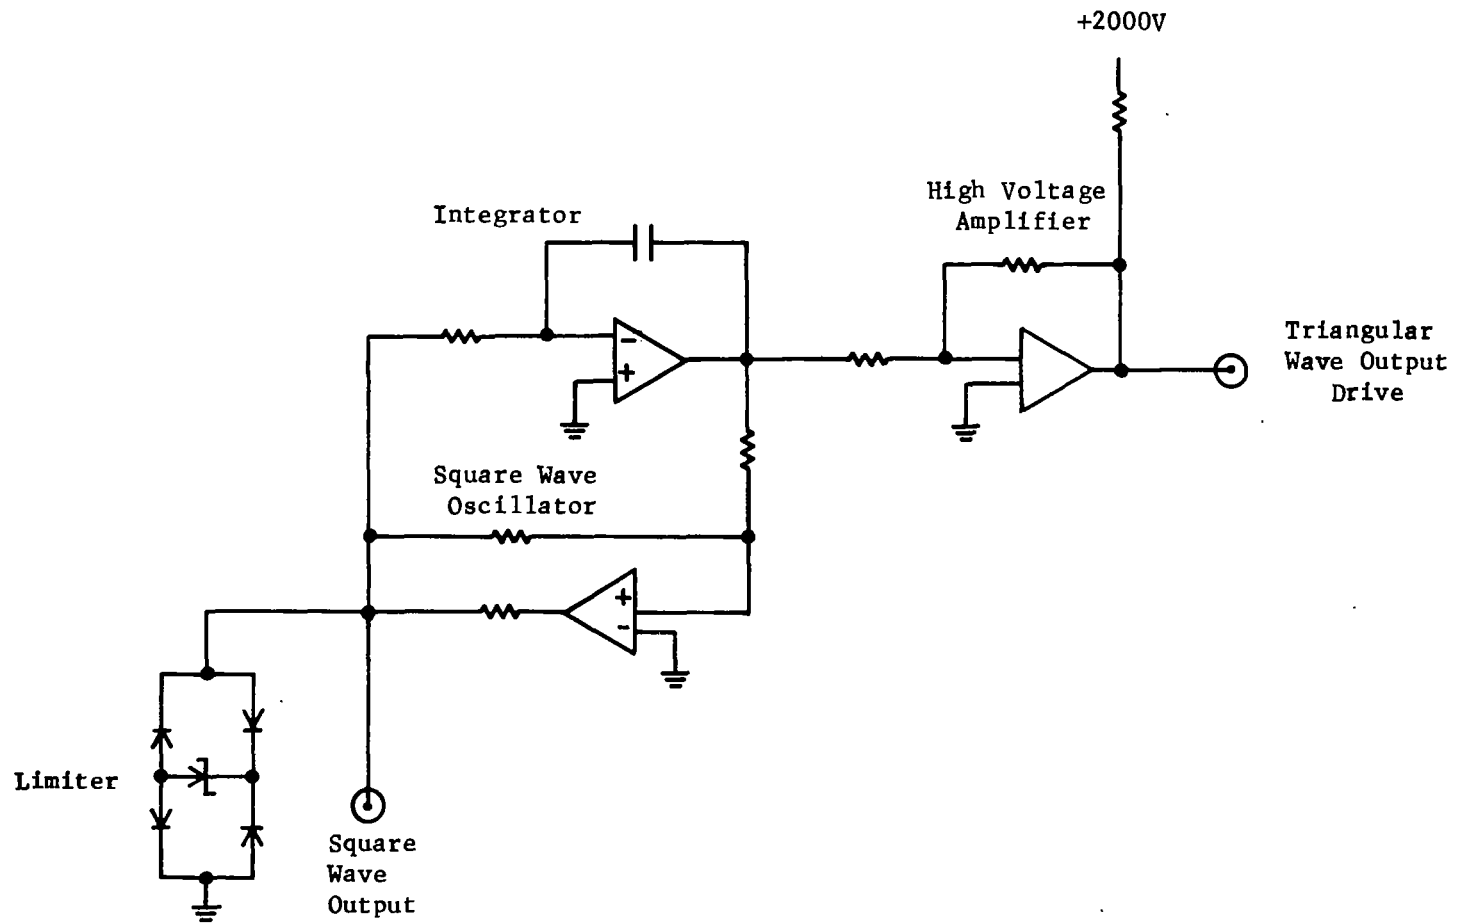 +2000V
High Voltage
Amplifier
Integrator
-
+
Triangular
Wave Output
Drive
Square Wave
Oscillator
+
-
Limiter
Square
Wave
Output